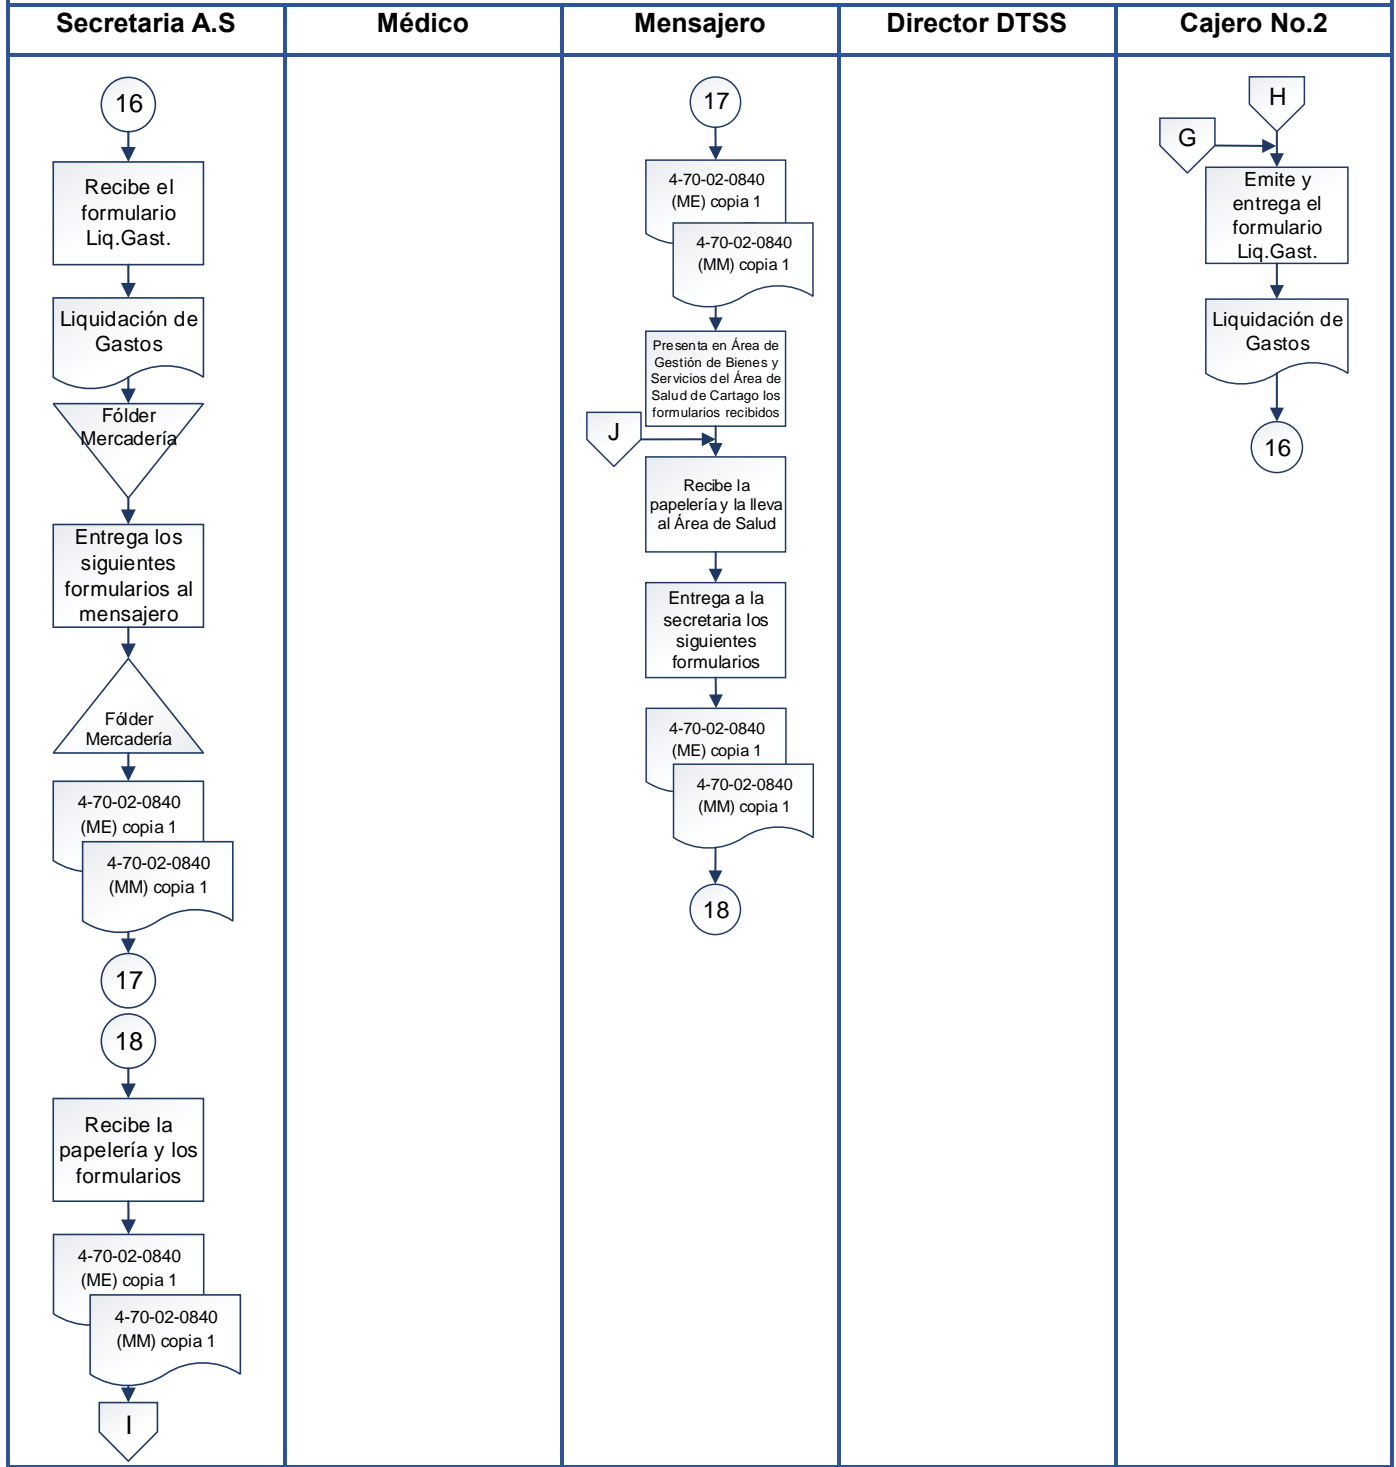 Secretaria A.S
Médico
Mensajero
Director DTSS
Cajero No.2
16
Recibe el
formulario
Liq.Gast.
Liquidación de
Gastos
Fólder
Mercadería
Entrega los
siguientes
formularios al
mensajero
Fólder
Mercadería
4-70-02-0840
(ME) copia 1
4-70-02-0840
(MM) copia 1
17
18
Recibe la
papelería y los
formularios
4-70-02-0840
(ME) copia 1
4-70-02-0840
(MM) copia 1
I
17
4-70-02-0840
(ME) copia 1
4-70-02-0840
(MM) copia 1
Presenta en Área de
Gestión de Bienes y
Servicios del Área de
Salud de Cartago los
formularios recibidos
J
Recibe la
papelería y la lleva
al Área de Salud
Entrega a la
secretaria los
siguientes
formularios
4-70-02-0840
(ME) copia 1
4-70-02-0840
(MM) copia 1
18
H
G
Emite y
entrega el
formulario
Liq.Gast.
Liquidación de
Gastos
16